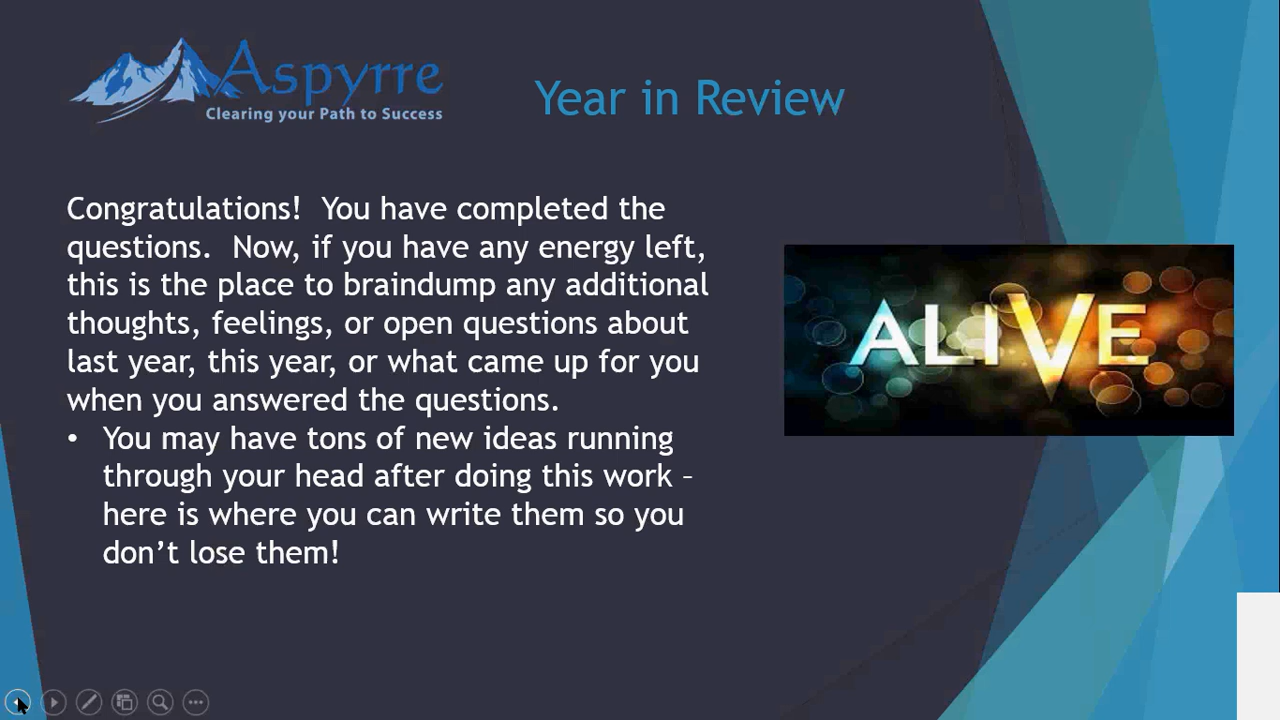 Aspyrre
Clearing your Path to Success
Year in Review
Congratulations!  You have completed the
questions.  Now, if you have any energy left,
this is the place to braindump any additional
thoughts, feelings, or open questions about
last year, this year, or what came up for you
when you answered the questions.
• You may have tons of new ideas running
through your head after doing this work –
here is where you can write them so you
don’t lose them!
ALIVE